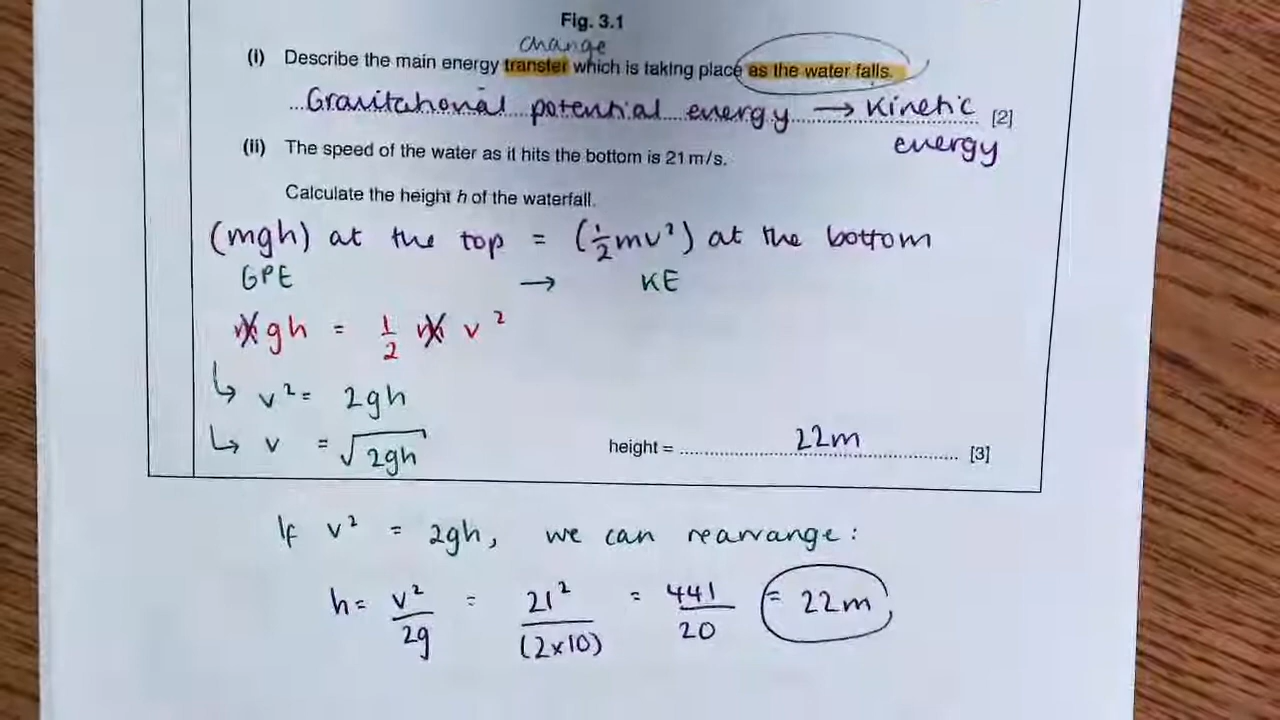 Fig. 3.1
change
(i) Describe the main energy transfer which is taking place as the water falls.
Gravitational potential energy → Kinetic energy [2]
(ii) The speed of the water as it hits the bottom is 21 m/s.
Calculate the height h of the waterfall.
(mgh) at the top = (½mv²) at the bottom
GPE → KE
mgh = 1/2 m v²
↳ v² = 2gh
↳ v = √2gh
height = 22m [3]
If v² = 2gh, we can rearrange:
h = v²/2g = 21²/(2×10) = 441/20 = 22m